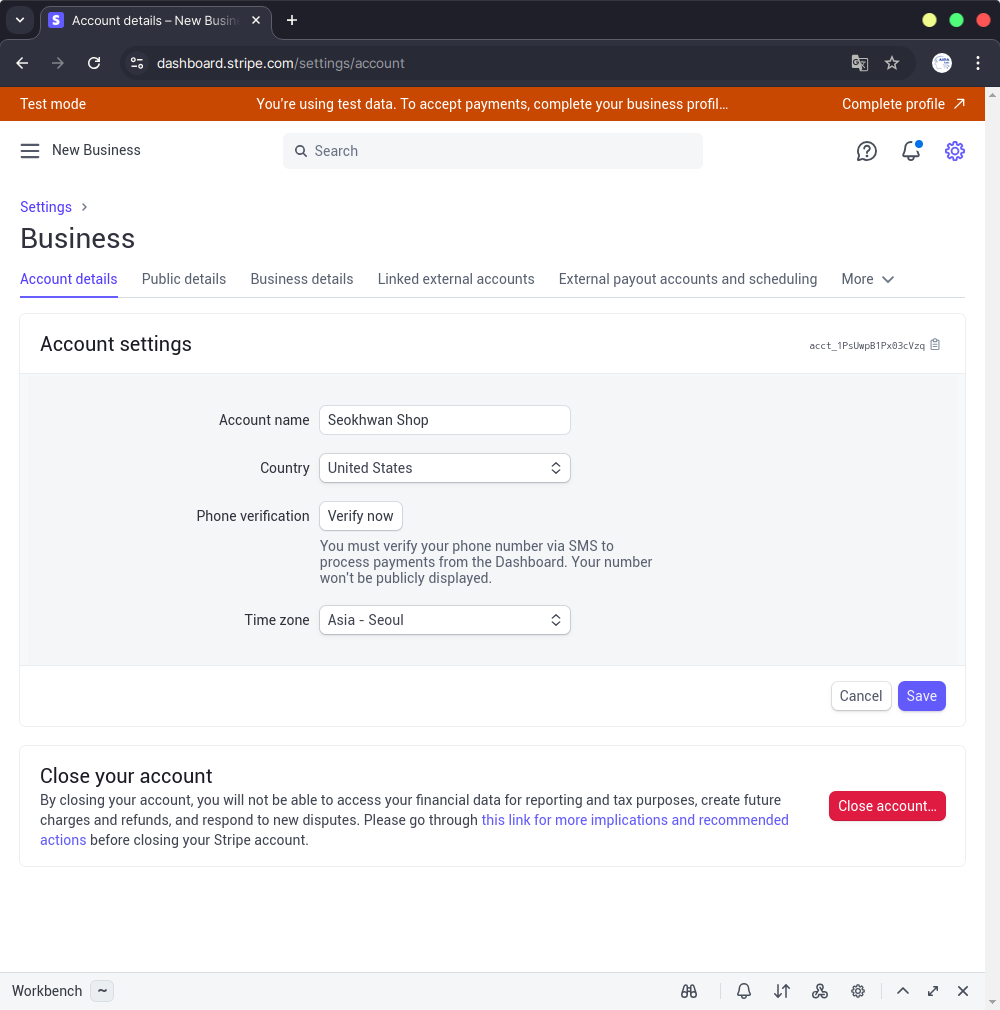 Account details – New Busin
dashboard.stripe.com/settings/account
Test mode
You're using test data. To accept payments, complete your business profil…
Complete profile
New Business
Search
Settings
Business
Account details
Public details
Business details
Linked external accounts
External payout accounts and scheduling
More
Account settings
acct_1PsUwpB1Px03cVzq
Account name
Seokhwan Shop
Country
United States
Phone verification
Verify now
You must verify your phone number via SMS to
process payments from the Dashboard. Your number
won't be publicly displayed.
Time zone
Asia - Seoul
Cancel
Save
Close your account
By closing your account, you will not be able to access your financial data for reporting and tax purposes, create future
charges and refunds, and respond to new disputes. Please go through this link for more implications and recommended
actions before closing your Stripe account.
Close account…
Workbench
~